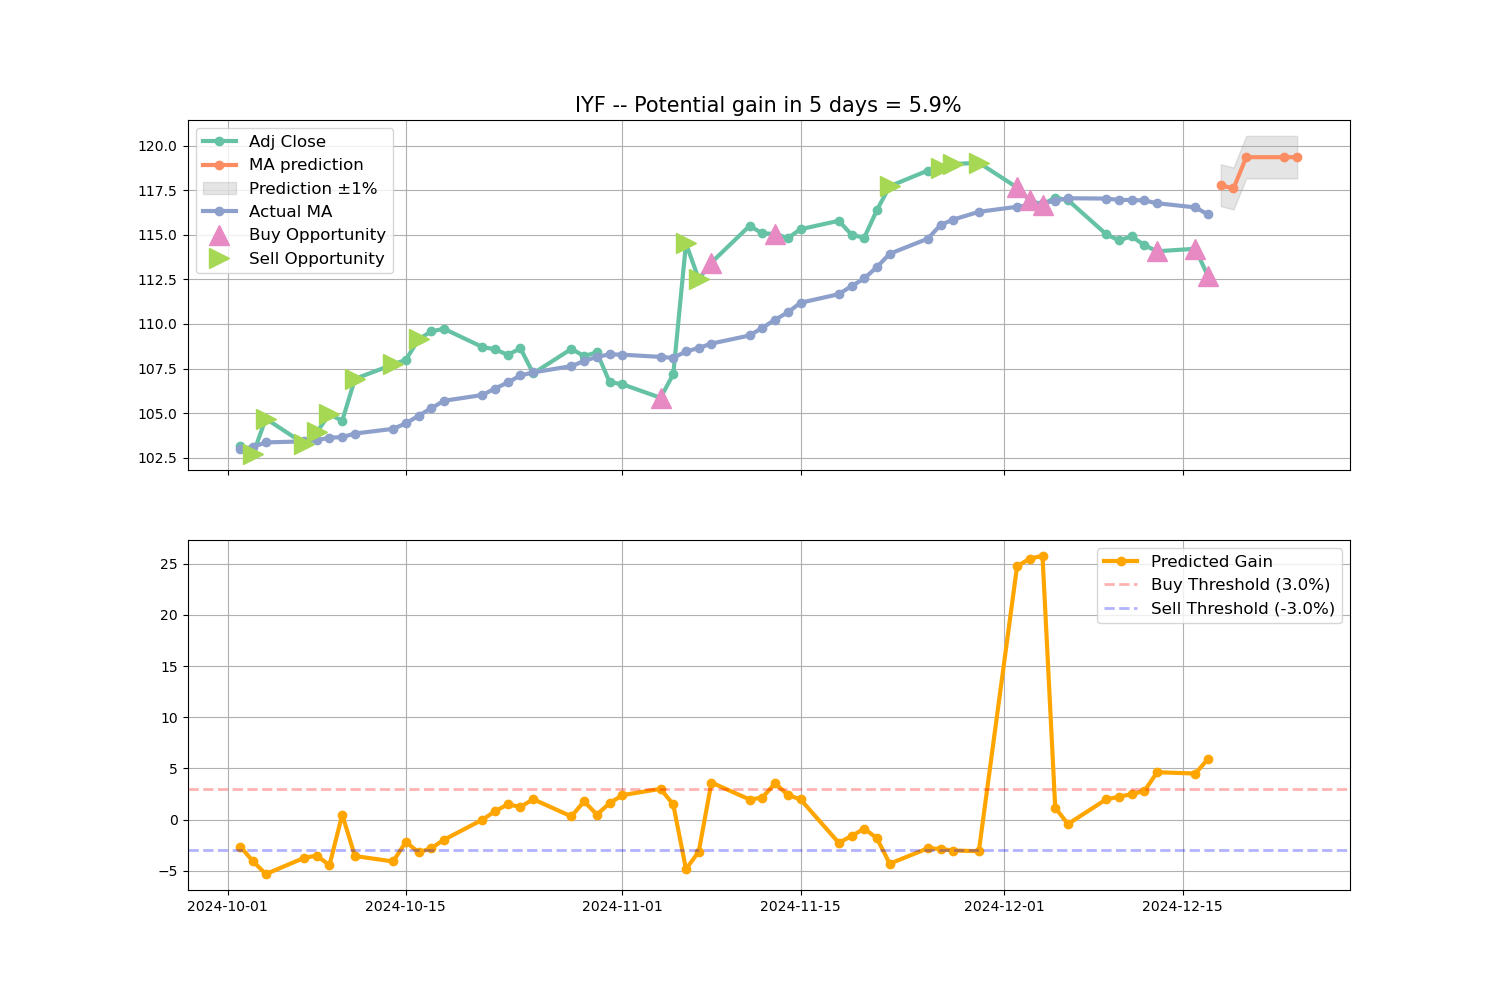 IYF -- Potential gain in 5 days = 5.9%
Adj Close
MA prediction
Prediction ±1%
Actual MA
Buy Opportunity
Sell Opportunity
120.0
117.5
115.0
112.5
110.0
107.5
105.0
102.5
Predicted Gain
Buy Threshold (3.0%)
Sell Threshold (-3.0%)
25
20
15
10
5
0
−5
2024-10-01 2024-10-15 2024-11-01 2024-11-15 2024-12-01 2024-12-15